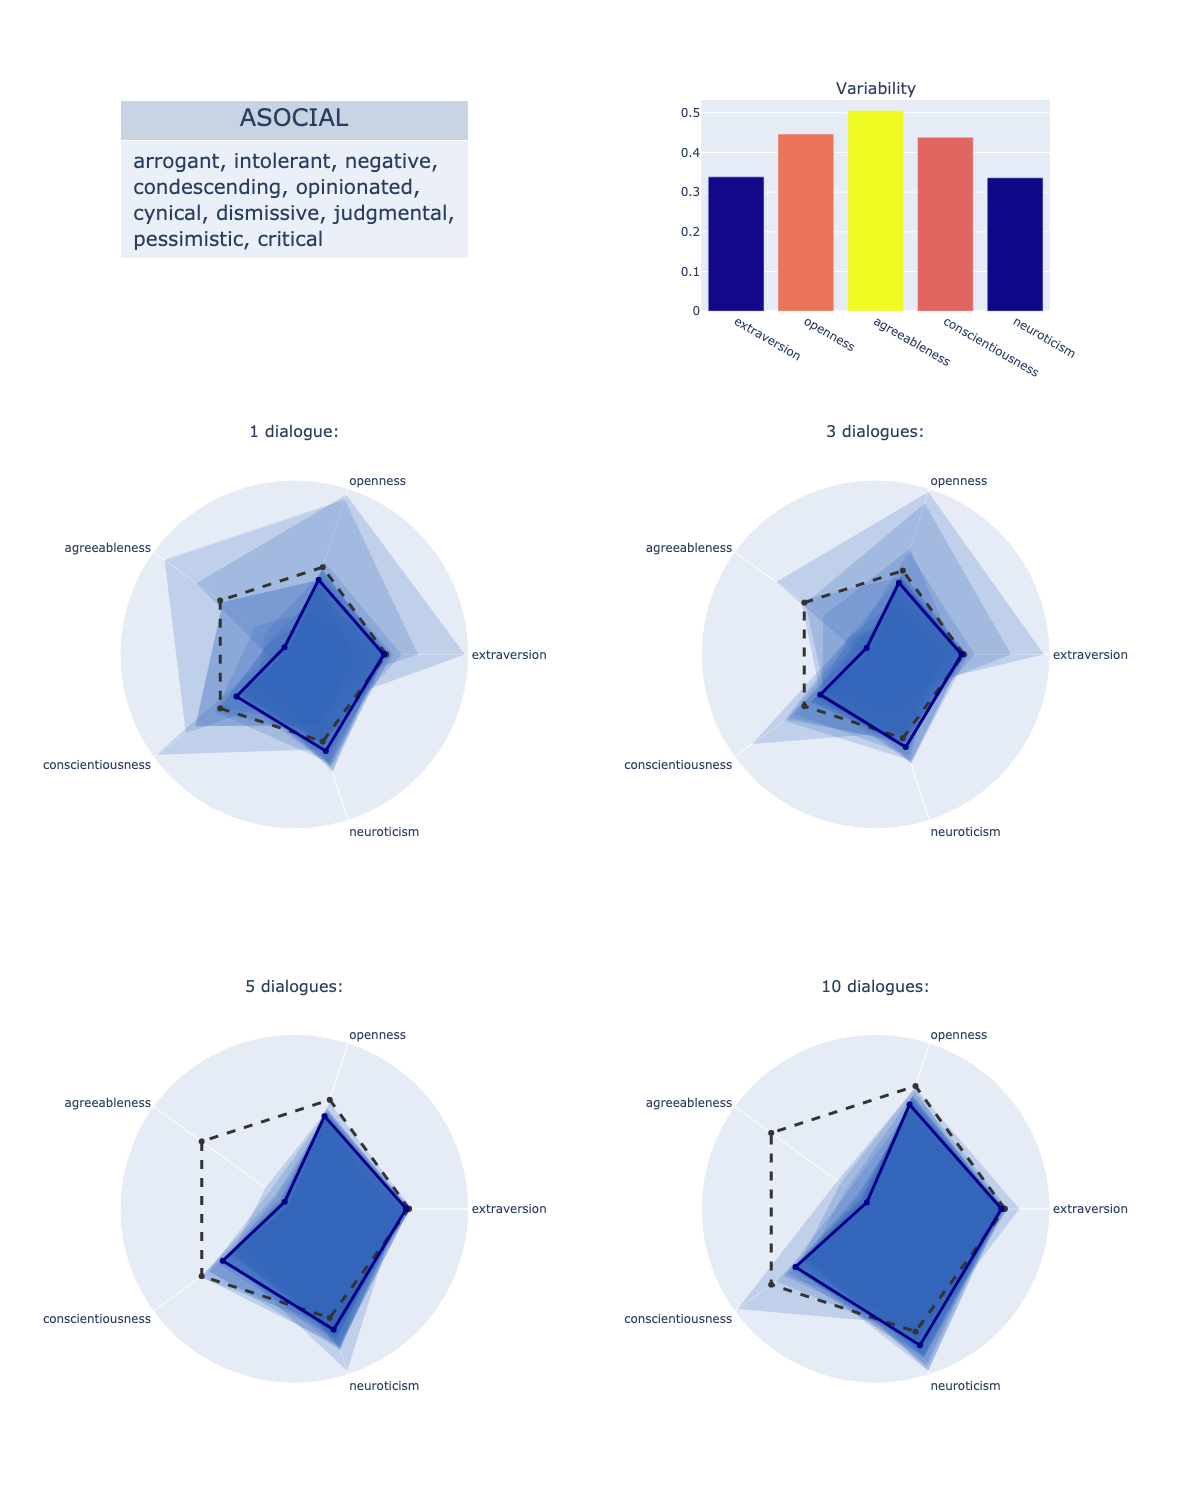 ASOCIAL
arrogant, intolerant, negative,
condescending, opinionated,
cynical, dismissive, judgmental,
pessimistic, critical
Variability
0.5
0.4
0.3
0.2
0.1
0
extraversion
openness
agreeableness
conscientiousness
neuroticism
1 dialogue:
openness
agreeableness
extraversion
conscientiousness
neuroticism
3 dialogues:
openness
agreeableness
extraversion
conscientiousness
neuroticism
5 dialogues:
openness
agreeableness
extraversion
conscientiousness
neuroticism
10 dialogues:
openness
agreeableness
extraversion
conscientiousness
neuroticism